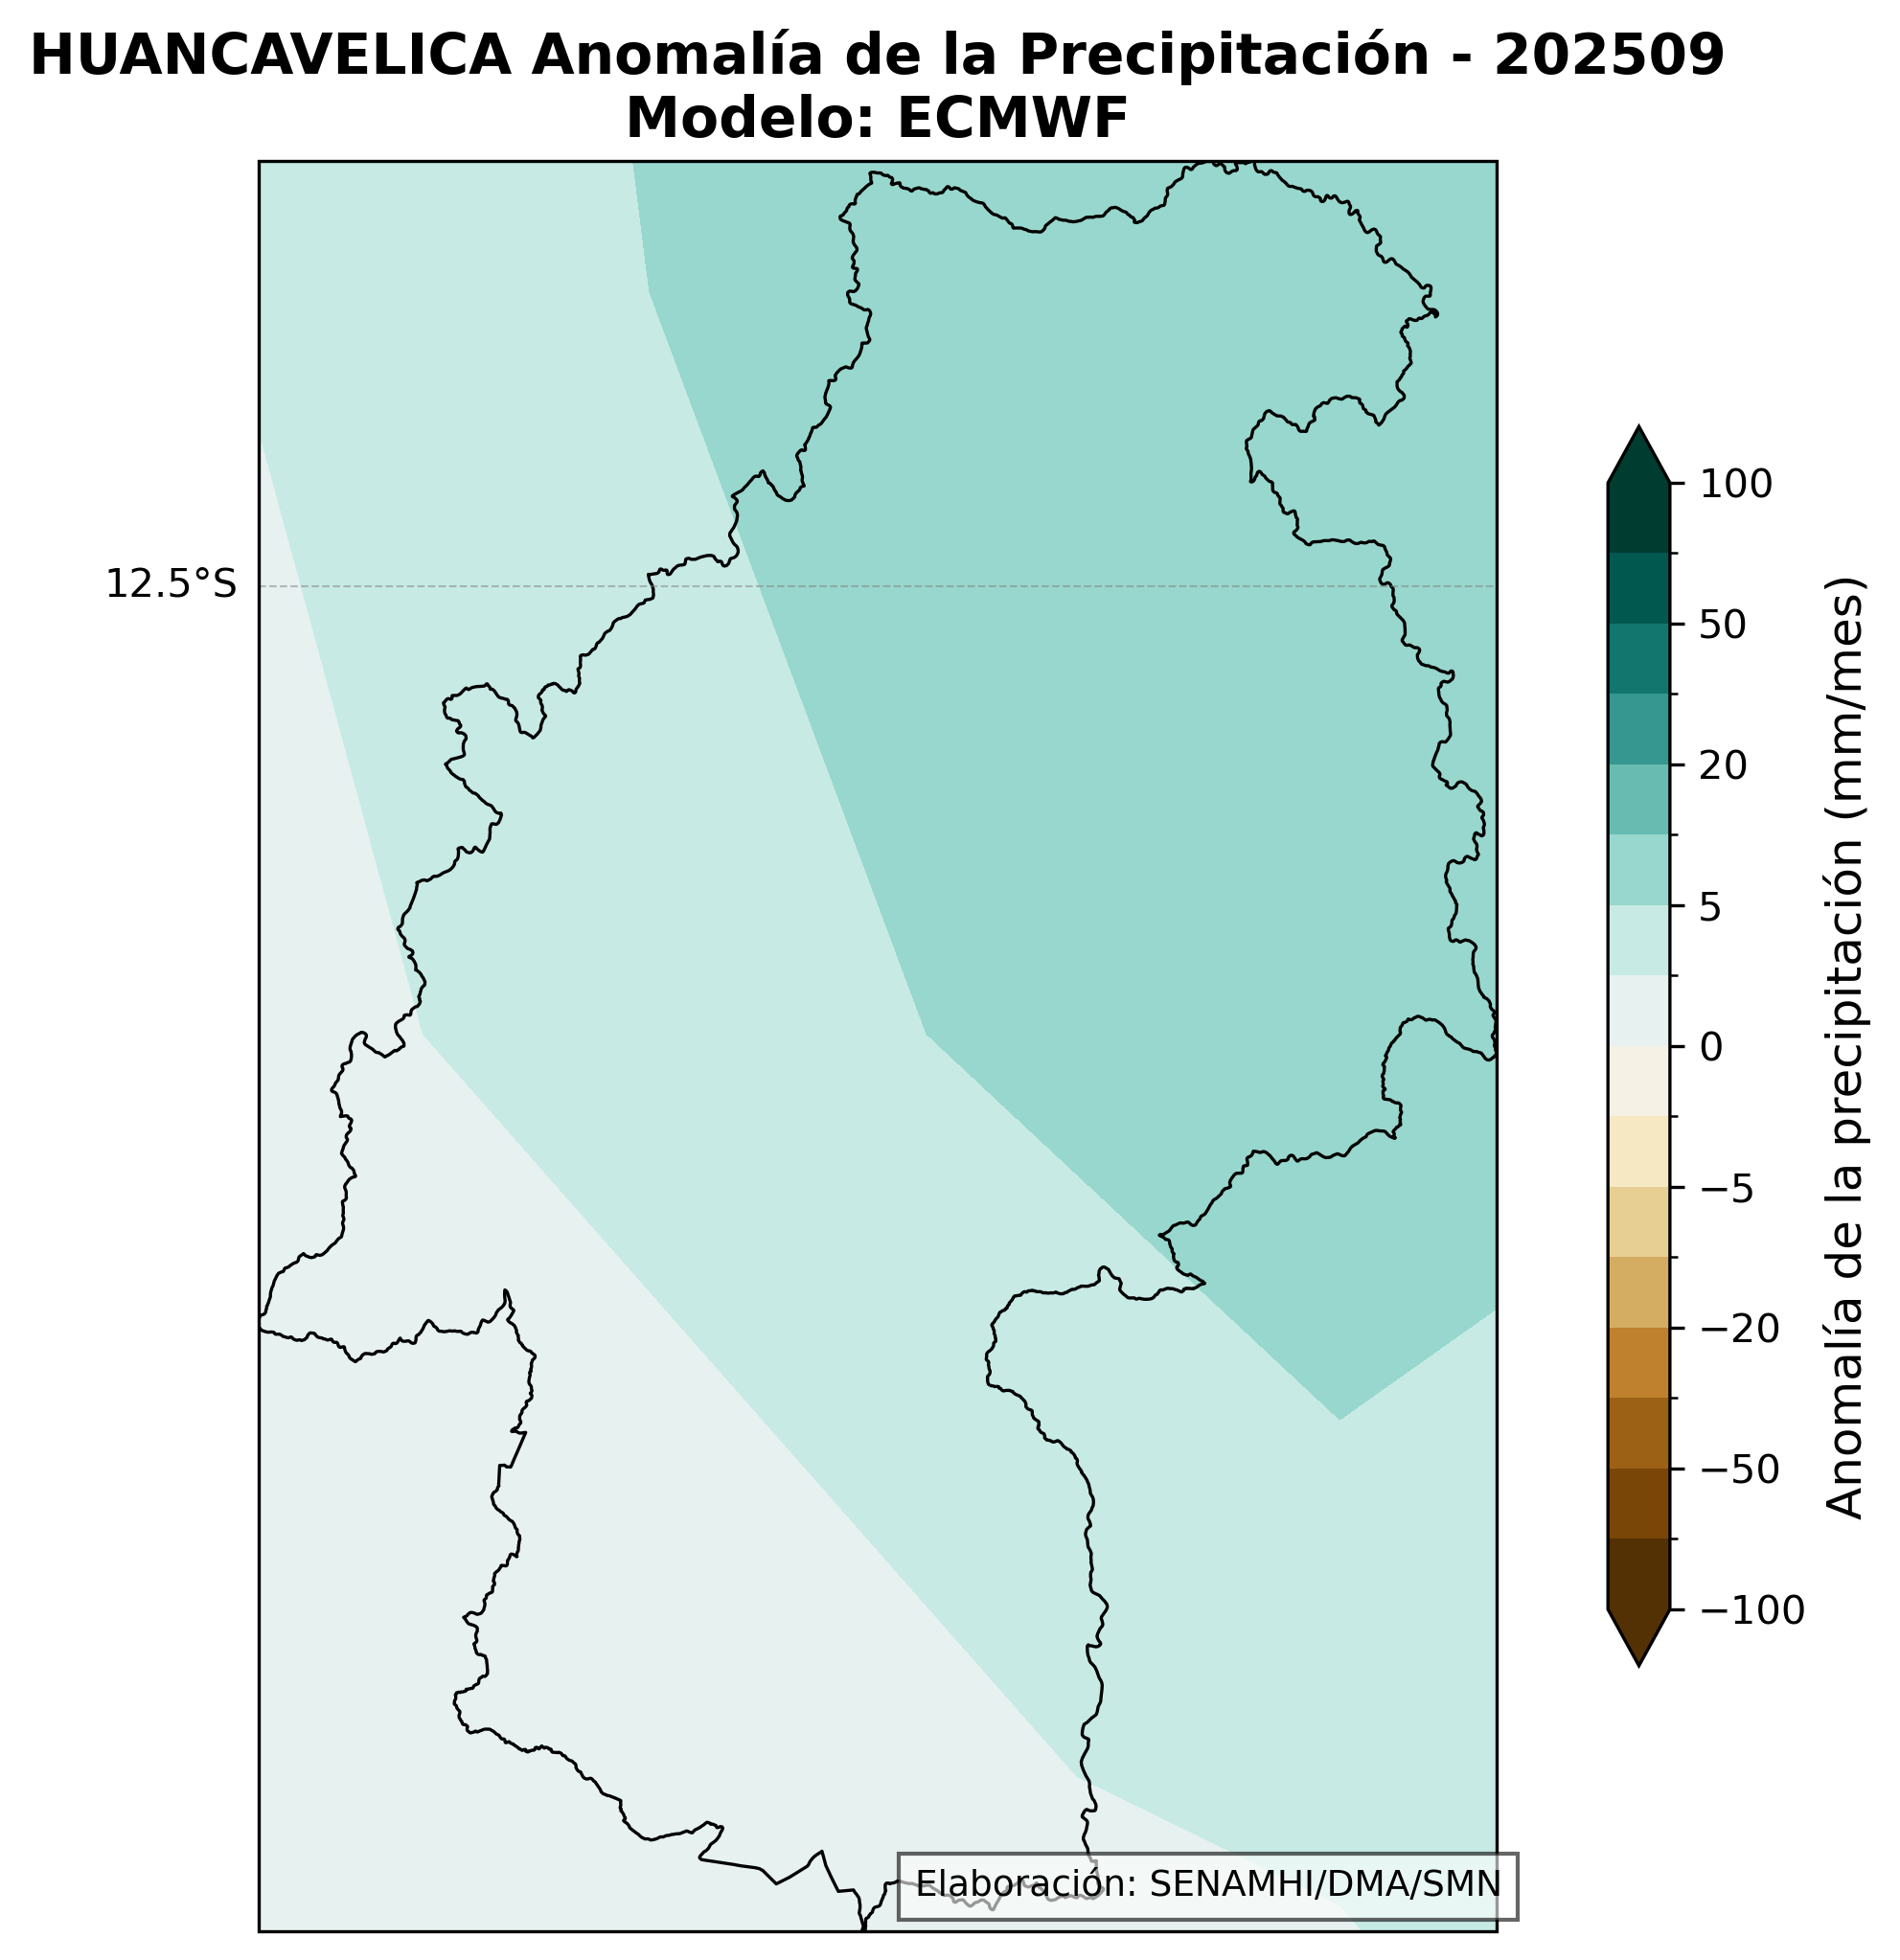 HUANCAVELICA Anomalía de la Precipitación - 202509
Modelo: ECMWF
12.5°S
100
50
20
5
0
−5
−20
−50
−100
Anomalía de la precipitación (mm/mes)
Elaboración: SENAMHI/DMA/SMN